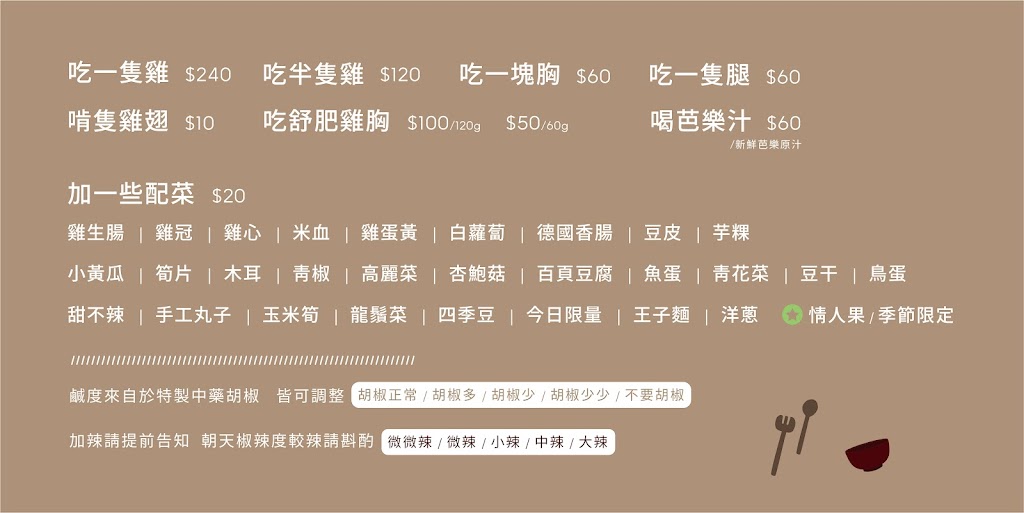 吃一隻雞 $240 吃半隻雞 $120 吃一塊胸 $60 吃一隻腿 $60
啃隻雞翅 $10 吃舒肥雞胸 $100/120g $50/60g 喝芭樂汁 $60
/新鮮芭樂原汁
加一些配菜 $20
雞生腸 | 雞冠 | 雞心 | 米血 | 雞蛋黃 | 白蘿蔔 | 德國香腸 | 豆皮 | 芋粿
小黃瓜 | 筍片 | 木耳 | 青椒 | 高麗菜 | 杏鮑菇 | 百頁豆腐 | 魚蛋 | 青花菜 | 豆干 | 鳥蛋
甜不辣 | 手工丸子 | 玉米筍 | 龍鬚菜 | 四季豆 | 今日限量 | 王子麵 | 洋蔥 情人果 / 季節限定
鹹度來自於特製中藥胡椒 皆可調整 胡椒正常 / 胡椒多 / 胡椒少 / 胡椒少少 / 不要胡椒
加辣請提前告知 朝天椒辣度較辣請斟酌 微微辣 / 微辣 / 小辣 / 中辣 / 大辣